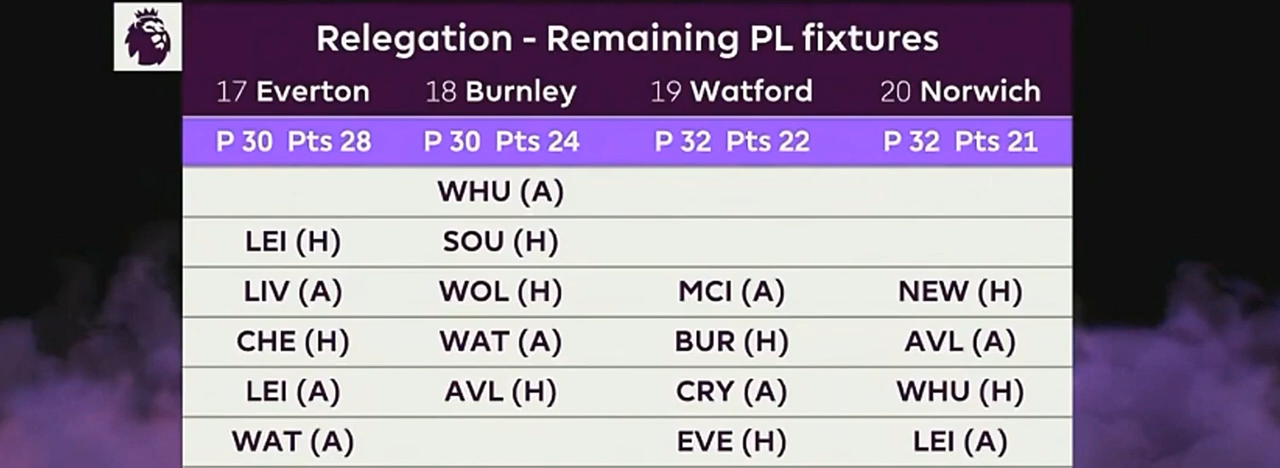 Relegation - Remaining PL fixtures
17 Everton 18 Burnley 19 Watford 20 Norwich
P 30 Pts 28 P 30 Pts 24 P 32 Pts 22 P 32 Pts 21
WHU (A)
LEI (H) SOU (H)
LIV (A) WOL (H) MCI (A) NEW (H)
CHE (H) WAT (A) BUR (H) AVL (A)
LEI (A) AVL (H) CRY (A) WHU (H)
WAT (A) EVE (H) LEI (A)